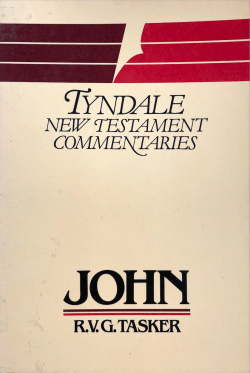 TYNDALE
NEW TESTAMENT
COMMENTARIES
JOHN
R.V.G. TASKER